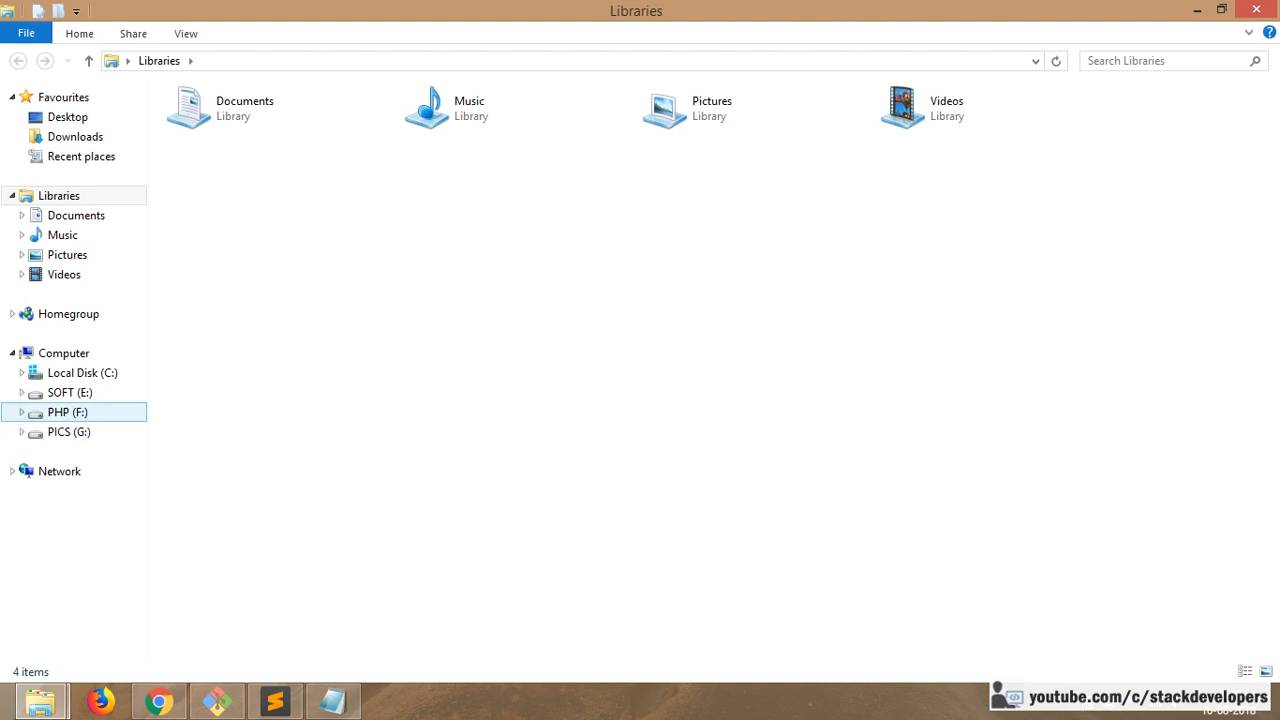 Libraries
File Home Share View
Libraries
Search Libraries
Favourites
Desktop
Downloads
Recent places
Libraries
Documents
Music
Pictures
Videos
Homegroup
Computer
Local Disk (C:)
SOFT (E:)
PHP (F:)
PICS (G:)
Network
Documents
Library
Music
Library
Pictures
Library
Videos
Library
4 items
youtube.com/c/stackdevelopers